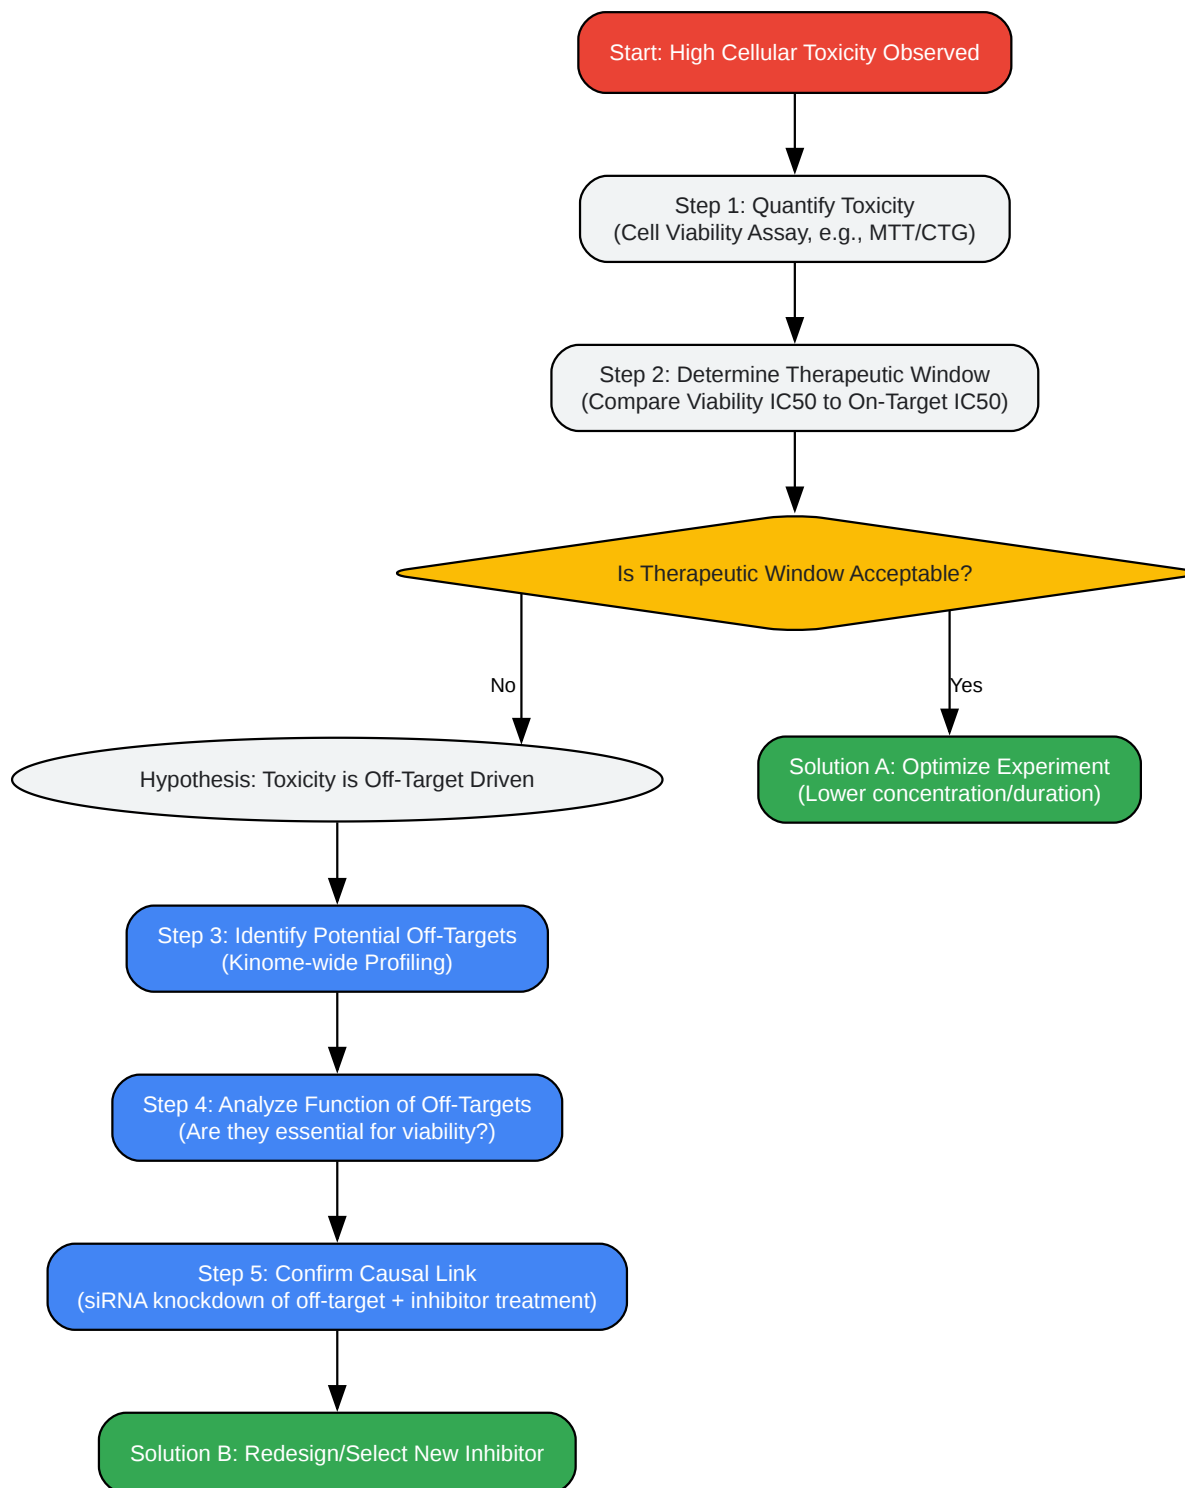 Start: High Cellular Toxicity Observed
Step 1: Quantify Toxicity
(Cell Viability Assay, e.g., MTT/CTG)
Step 2: Determine Therapeutic Window
(Compare Viability IC50 to On-Target IC50)
Is Therapeutic Window Acceptable?
No
Yes
Hypothesis: Toxicity is Off-Target Driven
Solution A: Optimize Experiment
(Lower concentration/duration)
Step 3: Identify Potential Off-Targets
(Kinome-wide Profiling)
Step 4: Analyze Function of Off-Targets
(Are they essential for viability?)
Step 5: Confirm Causal Link
(siRNA knockdown of off-target + inhibitor treatment)
Solution B: Redesign/Select New Inhibitor